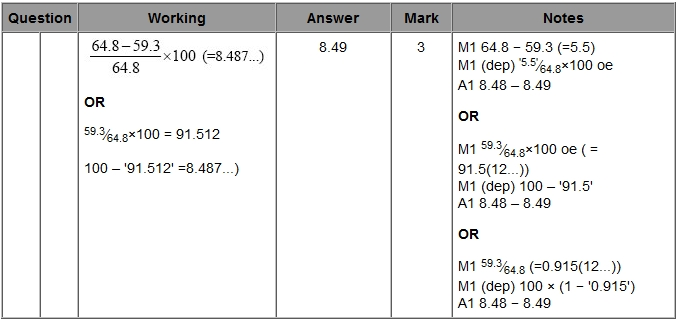 Question Working Answer Mark Notes
64.8 – 59.3
64.8
×100 (=8.487...)
OR
59.3⁄64.8×100 = 91.512
100 – '91.512' =8.487...)
8.49
3
M1 64.8 − 59.3 (=5.5)
M1 (dep) '5.5'⁄64.8×100 oe
A1 8.48 – 8.49
OR
M1 59.3⁄64.8×100 oe ( =
91.5(12...))
M1 (dep) 100 – '91.5'
A1 8.48 – 8.49
OR
M1 59.3⁄64.8 (=0.915(12...))
M1 (dep) 100 × (1 − '0.915')
A1 8.48 − 8.49